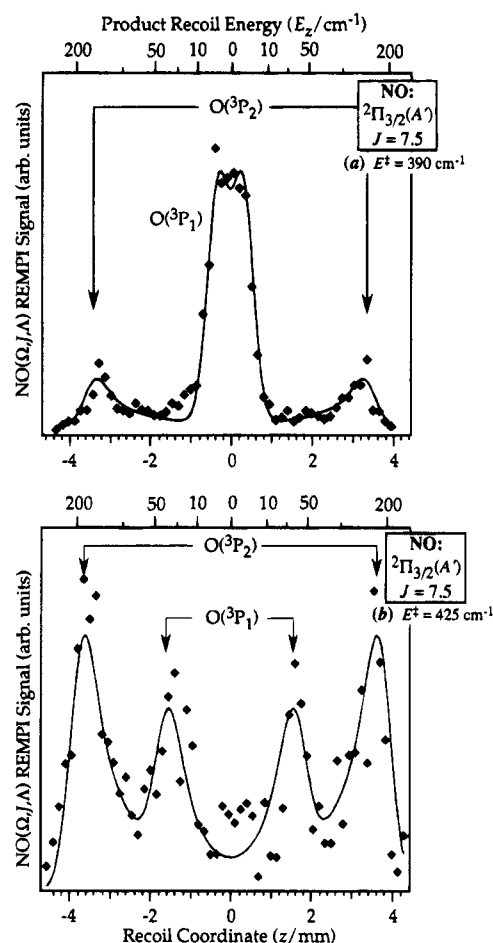 Product Recoil Energy (E_z/cm⁻¹)
200 100 50 10 0 10 50 100 200
NO:
²Π₃/₂(A′)
J = 7.5
(a) E‡ = 390 cm⁻¹
O(³P₂)
O(³P₁)
NO(Ω,J,Λ) REMPI Signal (arb. units)
-4 -2 0 2 4
200 50 10 0 10 50 200
NO:
²Π₃/₂(A′)
J = 7.5
(b) E‡ = 425 cm⁻¹
O(³P₂)
O(³P₁)
NO(Ω,J,Λ) REMPI Signal (arb. units)
-4 -2 0 2 4
Recoil Coordinate (z/mm)